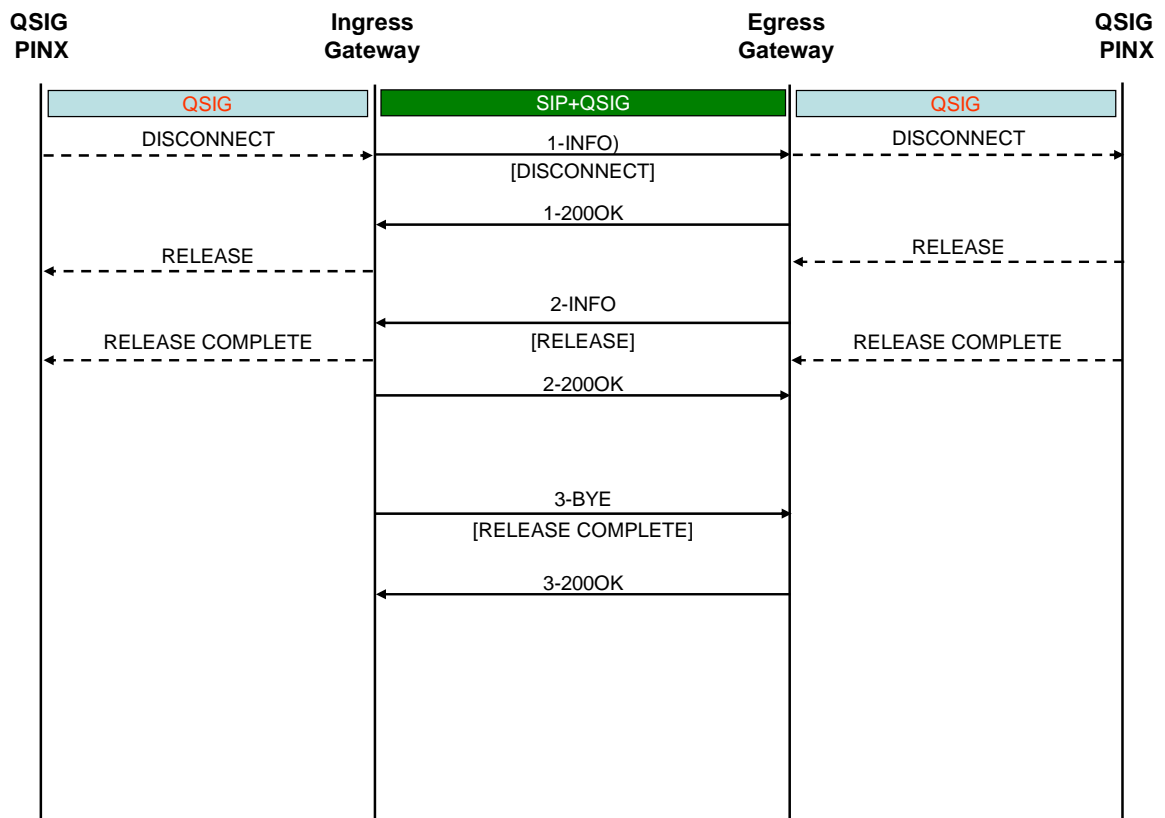 QSIG
PINX
Ingress
Gateway
Egress
Gateway
QSIG
PINX
QSIG
SIP+QSIG
QSIG
DISCONNECT
1-INFO)
DISCONNECT
[DISCONNECT]
1-200OK
RELEASE
RELEASE
2-INFO
RELEASE COMPLETE
[RELEASE]
RELEASE COMPLETE
2-200OK
3-BYE
[RELEASE COMPLETE]
3-200OK